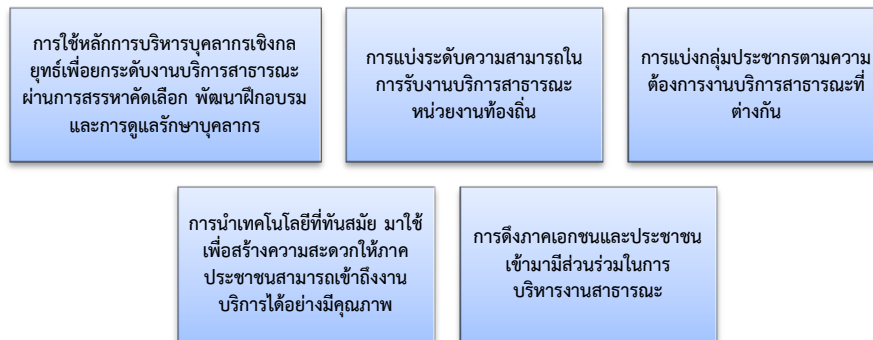 การใช้หลักการบริหารบุคลากรเชิงกล
ยุทธ์เพื่อยกระดับงานบริการสาธารณะ
ผ่านการสรรหาคัดเลือก พัฒนาฝึกอบรม
และการดูแลรักษาบุคลากร
การแบ่งระดับความสามารถใน
การรับงานบริการสาธารณะ
หน่วยงานท้องถิ่น
การแบ่งกลุ่มประชากรตามความ
ต้องการงานบริการสาธารณะที่
ต่างกัน
การนำเทคโนโลยีที่ทันสมัย มาใช้
เพื่อสร้างความสะดวกให้ภาค
ประชาชนสามารถเข้าถึงงาน
บริการได้อย่างมีคุณภาพ
การดึงภาคเอกชนและประชาชน
เข้ามามีส่วนร่วมในการ
บริหารงานสาธารณะ